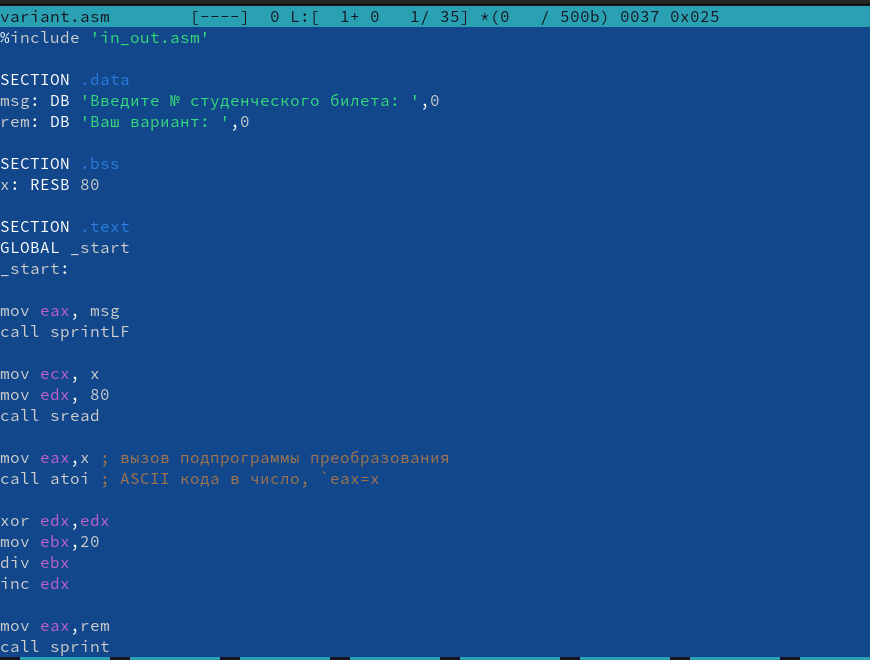 variant.asm [----] 0 L:[ 1+ 0 1/ 35] *(0 / 500b) 0037 0x025
%include 'in_out.asm'
SECTION .data
msg: DB 'Введите № студенческого билета: ',0
rem: DB 'Ваш вариант: ',0
SECTION .bss
x: RESB 80
SECTION .text
GLOBAL _start
_start:
mov eax, msg
call sprintLF
mov ecx, x
mov edx, 80
call sread
mov eax,x ; вызов подпрограммы преобразования
call atoi ; ASCII кода в число, `eax=x
xor edx,edx
mov ebx,20
div ebx
inc edx
mov eax,rem
call sprint